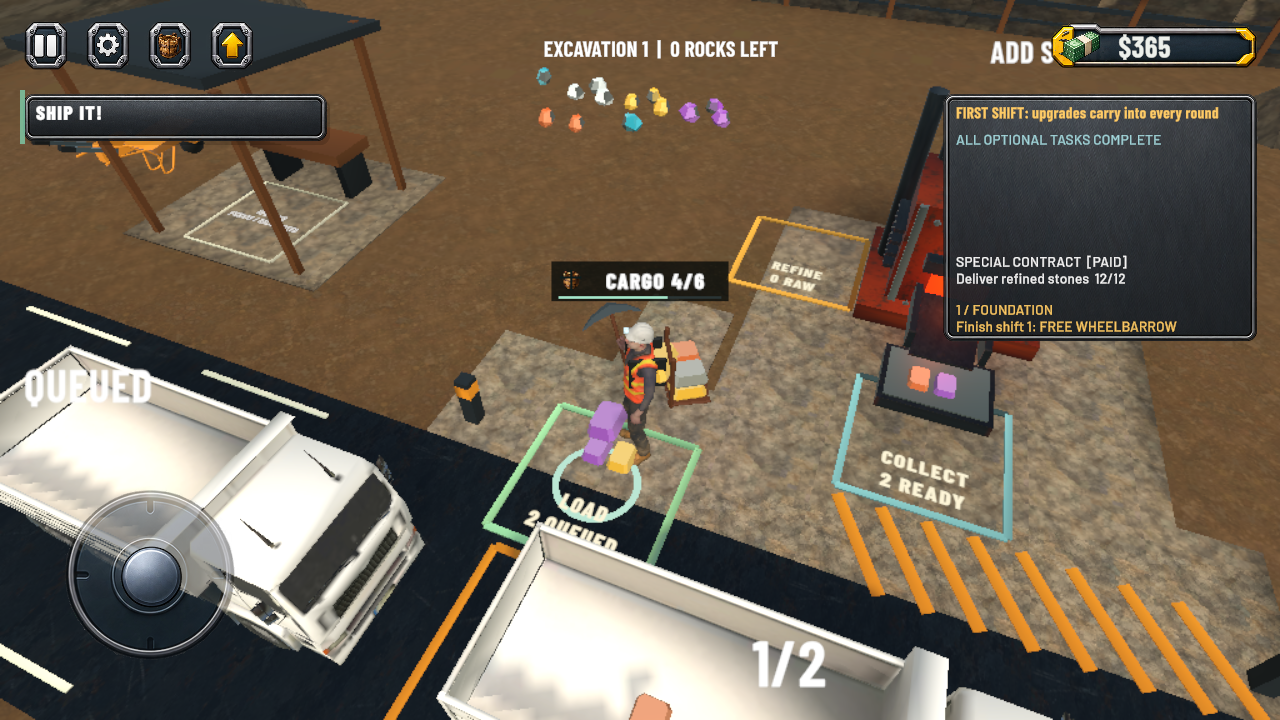 EXCAVATION 1 | 0 ROCKS LEFT
ADD S
$365
SHIP IT!
FIRST SHIFT: upgrades carry into every round
ALL OPTIONAL TASKS COMPLETE
SPECIAL CONTRACT [PAID]
Deliver refined stones 12/12
1 / FOUNDATION
Finish shift 1: FREE WHEELBARROW
REFINE
0 RAW
CARGO 4/6
QUEUED
COLLECT
2 READY
LOAD
2 QUEUED
1/2